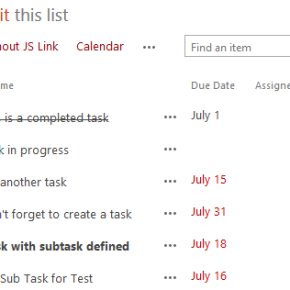 it this list
out JS Link Calendar ... Find an item
me Due Date Assigne
is a completed task ... July 1
k in progress ...
another task ... July 15
't forget to create a task ... July 31
sk with subtask defined ... July 18
Sub Task for Test ... July 16